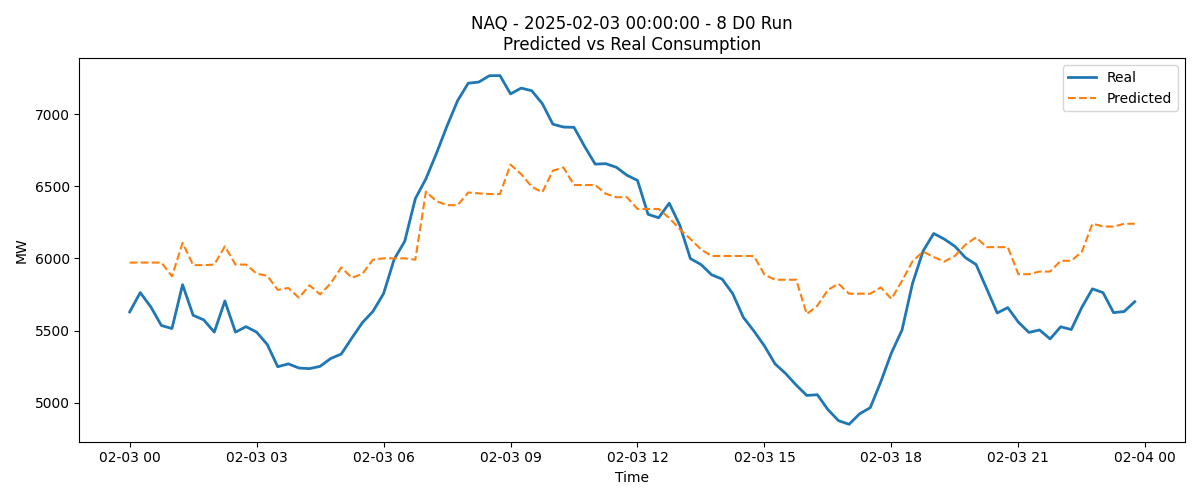 NAQ - 2025-02-03 00:00:00 - 8 D0 Run
Predicted vs Real Consumption
Real
Predicted
7000
6500
6000
5500
5000
MW
02-03 00
02-03 03
02-03 06
02-03 09
02-03 12
02-03 15
02-03 18
02-03 21
02-04 00
Time